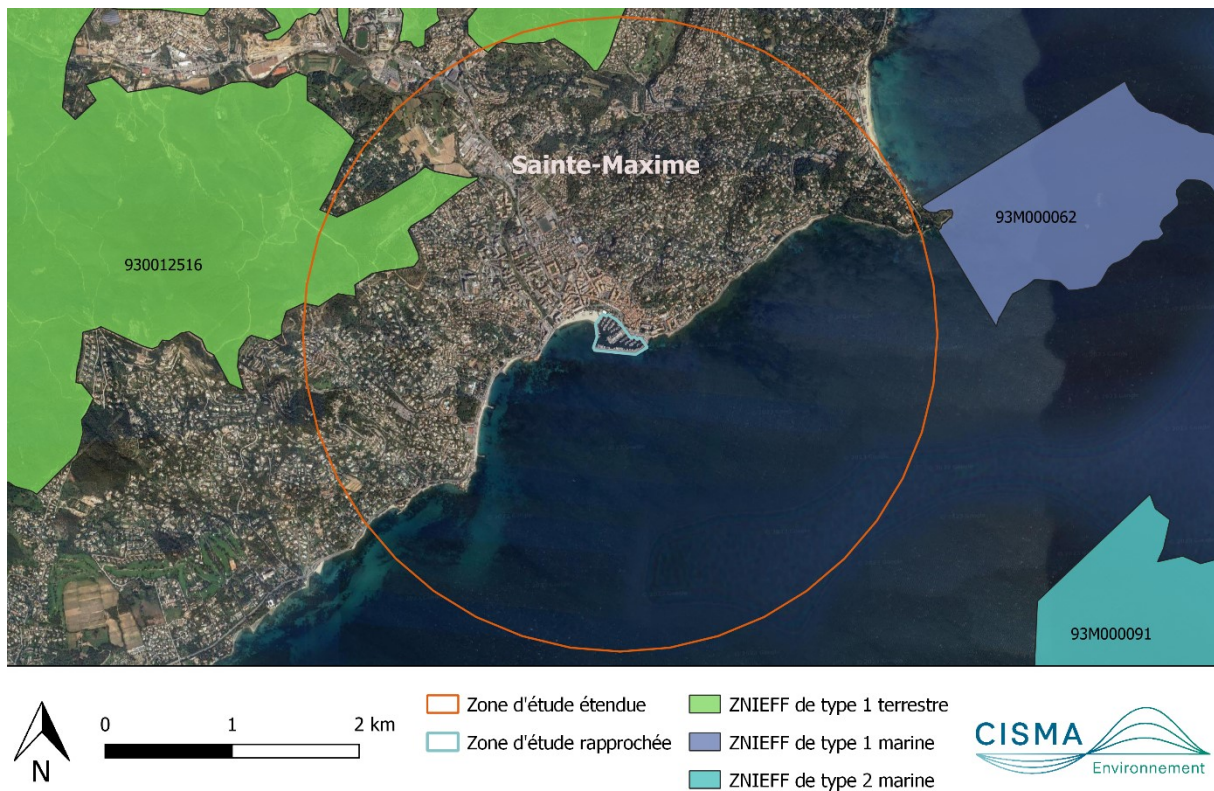 Sainte-Maxime
93M000062
930012516
93M000091
0 1 2 km
N
Zone d'étude étendue
Zone d'étude rapprochée
ZNIEFF de type 1 terrestre
ZNIEFF de type 1 marine
ZNIEFF de type 2 marine
CISMA
Environnement